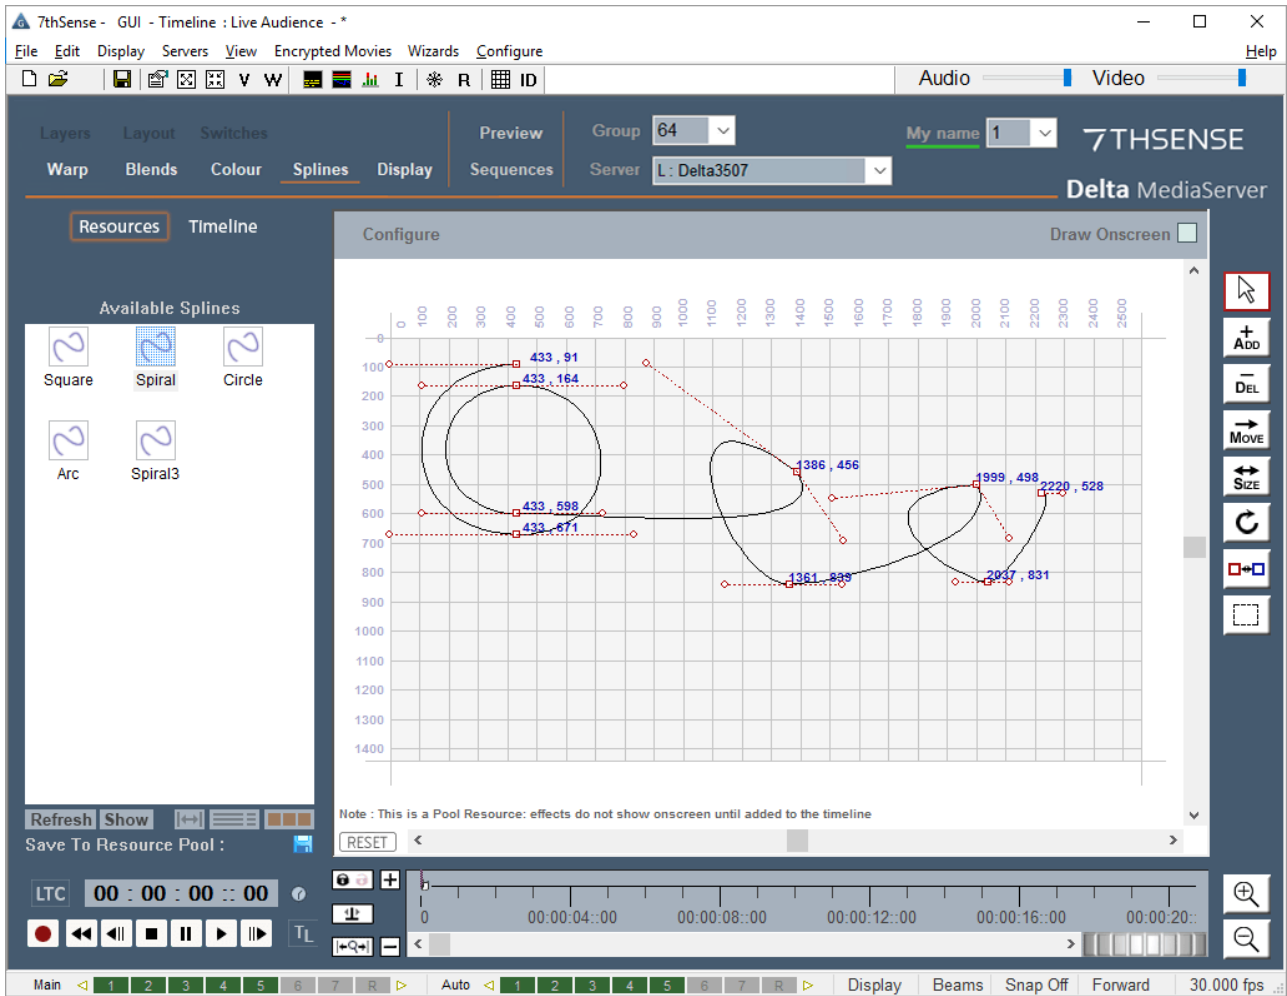 7thSense - GUI - Timeline : Live Audience - *
File Edit Display Servers View Encrypted Movies Wizards Configure Help
V W I R ID Audio Video
Layers Layout Switches Preview Group 64 My name 1 7THSENSE
Warp Blends Colour Splines Display Sequences Server L : Delta3507
Delta MediaServer
Resources Timeline
Configure Draw Onscreen
Available Splines
Square Spiral Circle
Arc Spiral3
0 100 200 300 400 500 600 700 800 900 1000 1100 1200 1300 1400 1500 1600 1700 1800 1900 2000 2100 2200 2300 2400 2500
0
100
200
300
400
500
600
700
800
900
1000
1100
1200
1300
1400
433 , 91
433 , 164
1386 , 456
1999 , 498
2220 , 528
433 , 598
433 , 671
1361 , 839
2037 , 831
ADD
DEL
MOVE
SIZE
Note : This is a Pool Resource: effects do not show onscreen until added to the timeline
RESET
Refresh Show
Save To Resource Pool :
LTC 00 : 00 : 00 :: 00
TL
0 00:00:04::00 00:00:08::00 00:00:12::00 00:00:16::00 00:00:20::
Main 1 2 3 4 5 6 7 R Auto 1 2 3 4 5 6 7 R Display Beams Snap Off Forward 30.000 fps